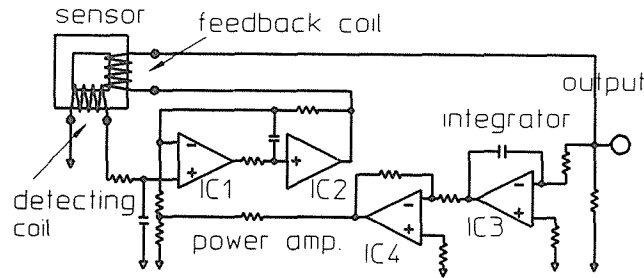 sensor
feedback coil
output
integrator
IC1
IC2
detecting
coil
power amp.
IC4
IC3